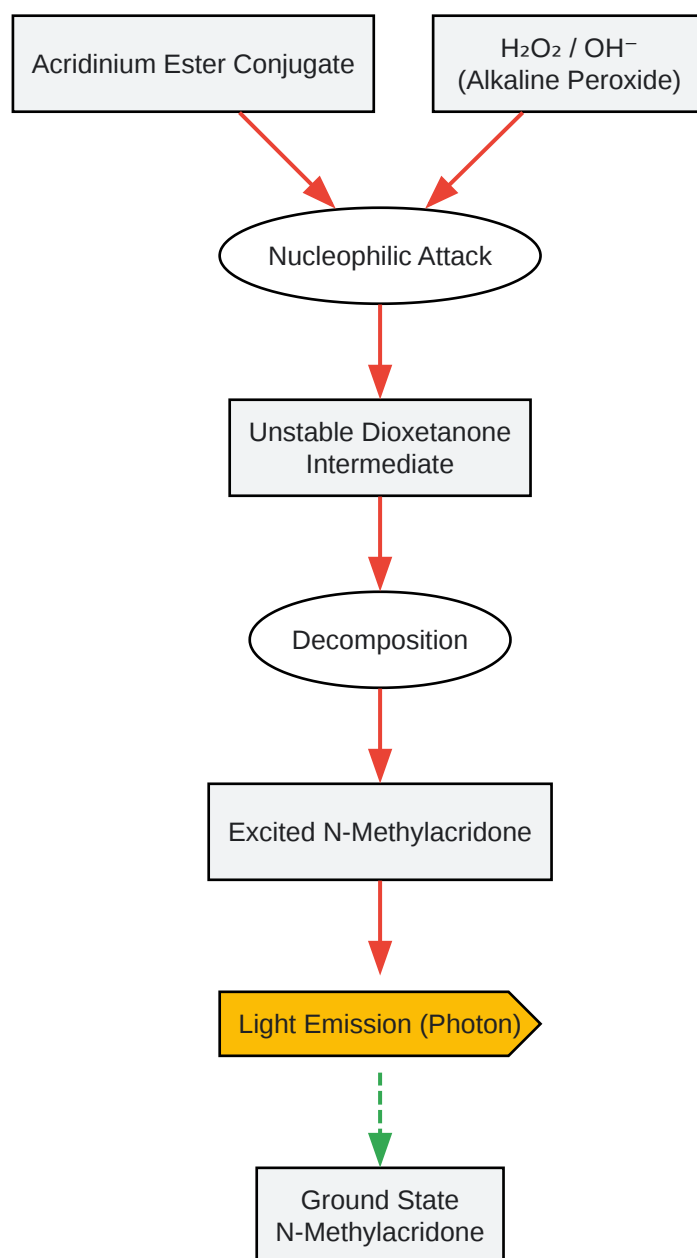 Acridinium Ester Conjugate
H₂O₂ / OH⁻
(Alkaline Peroxide)
Nucleophilic Attack
Unstable Dioxetanone
Intermediate
Decomposition
Excited N-Methylacridone
Light Emission (Photon)
Ground State
N-Methylacridone